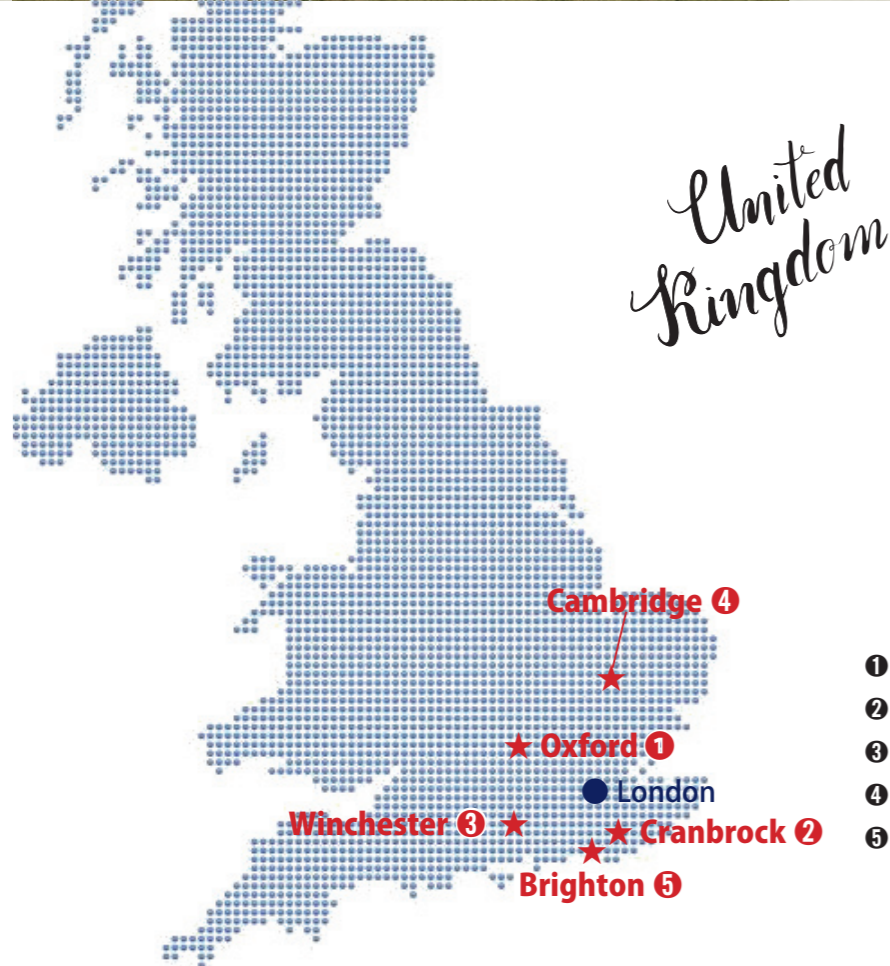 United
Kingdom
Cambridge ❹
❶
❷
Oxford ❶
❸
London
❹
Winchester ❸
Cranbrock ❷
❺
Brighton ❺